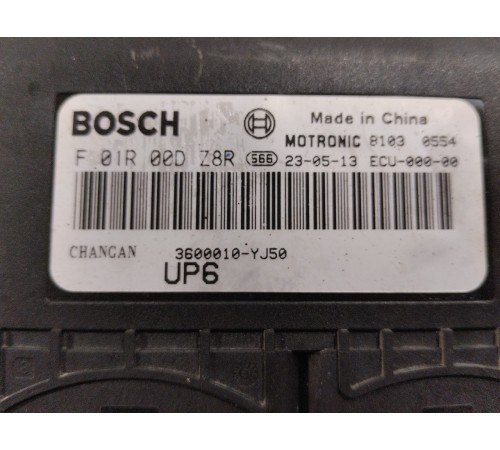 BOSCH Made in China
MOTRONIC 8103 0554
F 01R 00D Z8R 566 23-05-13 ECU-000-00
CHANGAN 3600010-YJ50
UP6